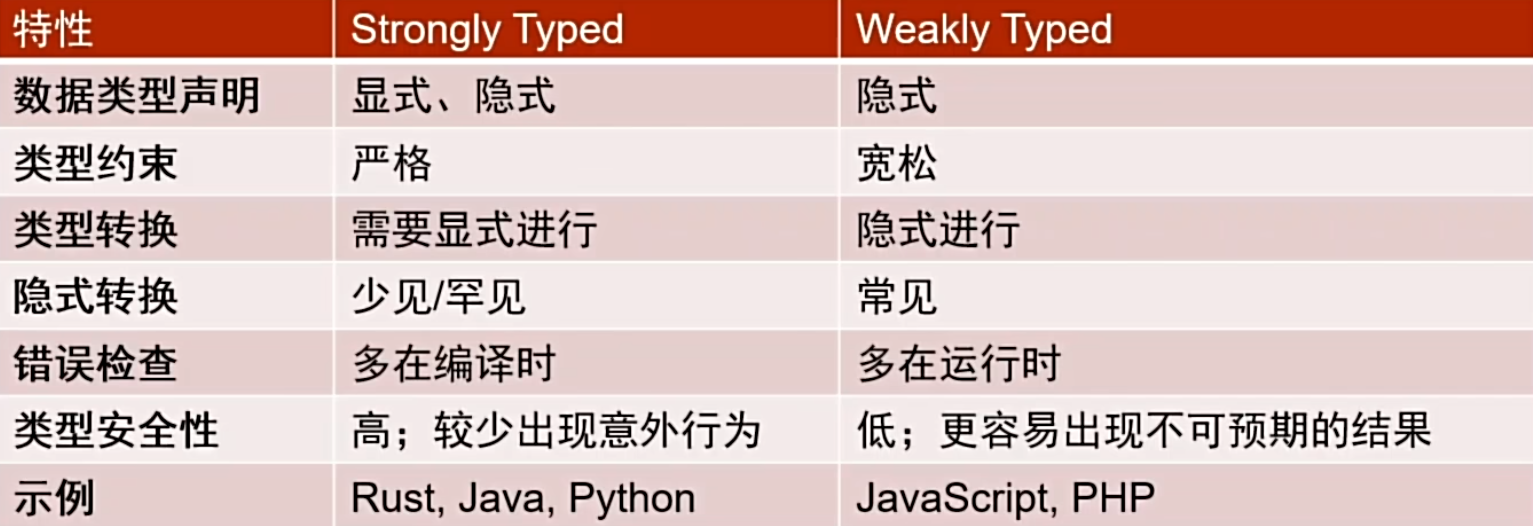 特性 Strongly Typed Weakly Typed
数据类型声明 显式、隐式 隐式
类型约束 严格 宽松
类型转换 需要显式进行 隐式进行
隐式转换 少见/罕见 常见
错误检查 多在编译时 多在运行时
类型安全性 高；较少出现意外行为 低；更容易出现不可预期的结果
示例 Rust, Java, Python JavaScript, PHP